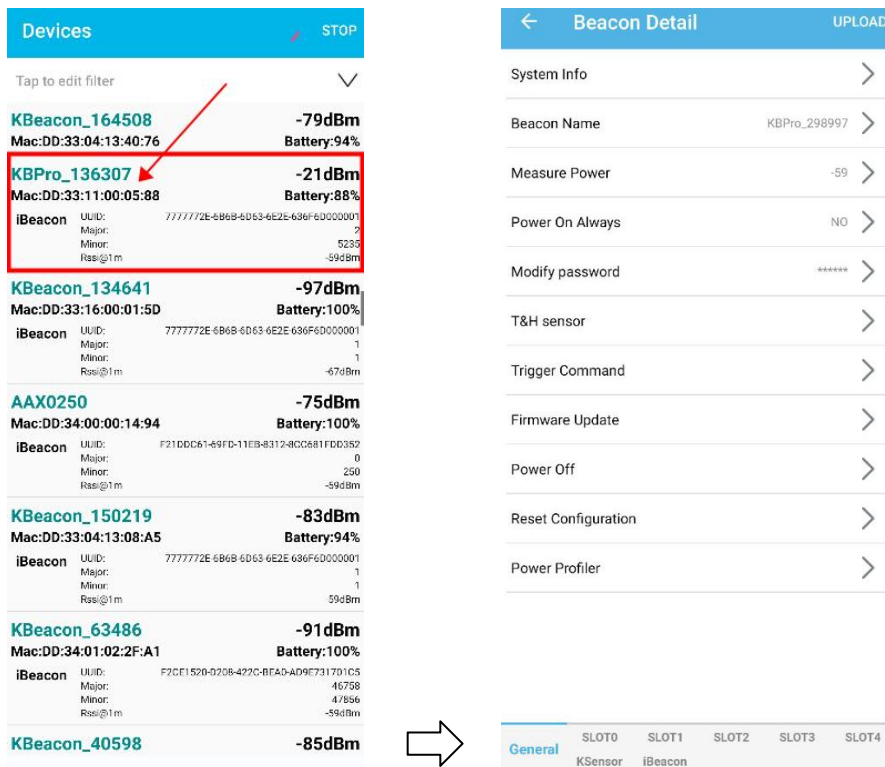 Devices STOP
Tap to edit filter
KBeacon_164508 -79dBm
Mac:DD:33:04:13:40:76 Battery:94%
KBPro_136307 -21dBm
Mac:DD:33:11:00:05:88 Battery:88%
iBeacon UUID: 7777772E-6B6B-6D63-6E2E-636F6D000001
Major: 2
Minor: 5235
Rssi@1m -59dBm
KBeacon_134641 -97dBm
Mac:DD:33:16:00:01:5D Battery:100%
iBeacon UUID: 7777772E-6B6B-6D63-6E2E-636F6D000001
Major: 1
Minor: 1
Rssi@1m -67dBm
AAX0250 -75dBm
Mac:DD:34:00:00:14:94 Battery:100%
iBeacon UUID: F21DDC61-69FD-11EB-8312-8CC681FDD352
Major: 0
Minor: 250
Rssi@1m -59dBm
KBeacon_150219 -83dBm
Mac:DD:33:04:13:08:A5 Battery:94%
iBeacon UUID: 7777772E-6B6B-6D63-6E2E-636F6D000001
Major: 1
Minor: 1
Rssi@1m -59dBm
KBeacon_63486 -91dBm
Mac:DD:34:01:02:2F:A1 Battery:100%
iBeacon UUID: F2CE1520-D208-422C-BEA0-AD9E731701C5
Major: 46758
Minor: 47856
Rssi@1m -59dBm
KBeacon_40598 -85dBm
Beacon Detail UPLOAD
System Info
Beacon Name KBPro_298997
Measure Power -59
Power On Always NO
Modify password ******
T&H sensor
Trigger Command
Firmware Update
Power Off
Reset Configuration
Power Profiler
General SLOT0 SLOT1 SLOT2 SLOT3 SLOT4
KSensor iBeacon